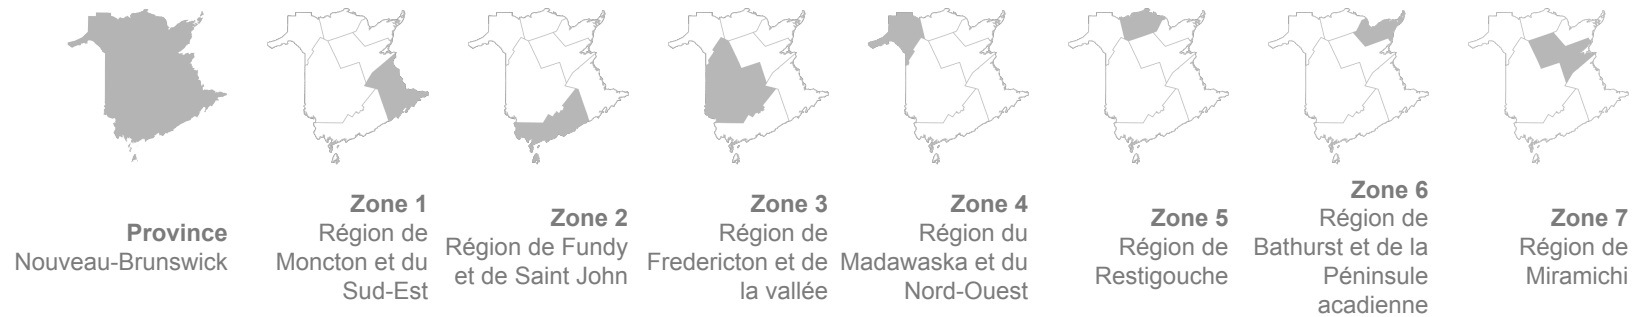 Province
Nouveau-Brunswick
Zone 1
Région de
Moncton et du
Sud-Est
Zone 2
Région de Fundy
et de Saint John
Zone 3
Région de
Fredericton et de
la vallée
Zone 4
Région du
Madawaska et du
Nord-Ouest
Zone 5
Région de
Restigouche
Zone 6
Région de
Bathurst et de la
Péninsule
acadienne
Zone 7
Région de
Miramichi